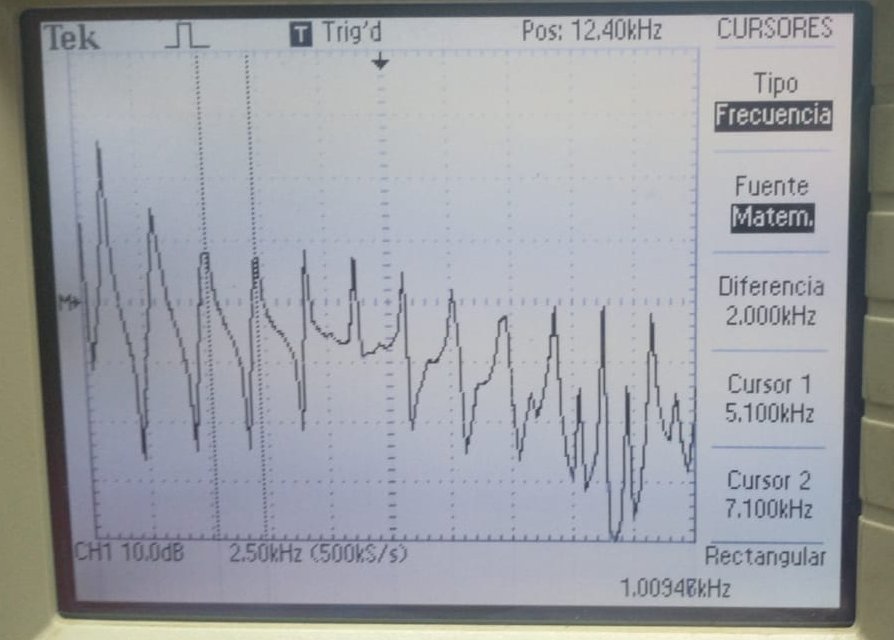 Tek T Trig'd Pos: 12.40kHz CURSORES
Tipo
Frecuencia
Fuente
Matem.
M
Diferencia
2.000kHz
Cursor 1
5.100kHz
Cursor 2
7.100kHz
CH1 10.0dB 2.50kHz (500kS/s) Rectangular